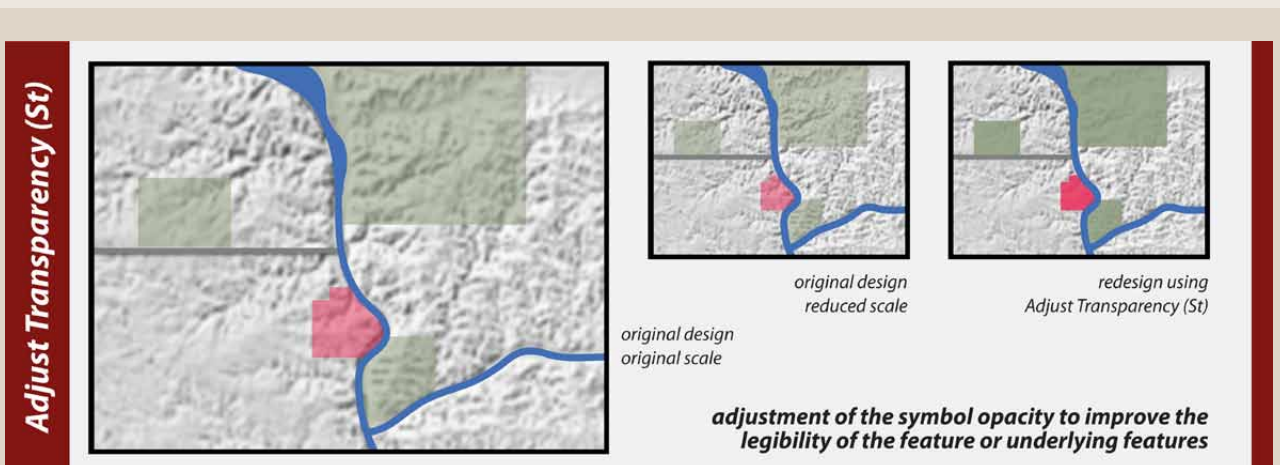 Adjust Transparency (St)
original design
reduced scale
redesign using
Adjust Transparency (St)
original design
original scale
adjustment of the symbol opacity to improve the
legibility of the feature or underlying features